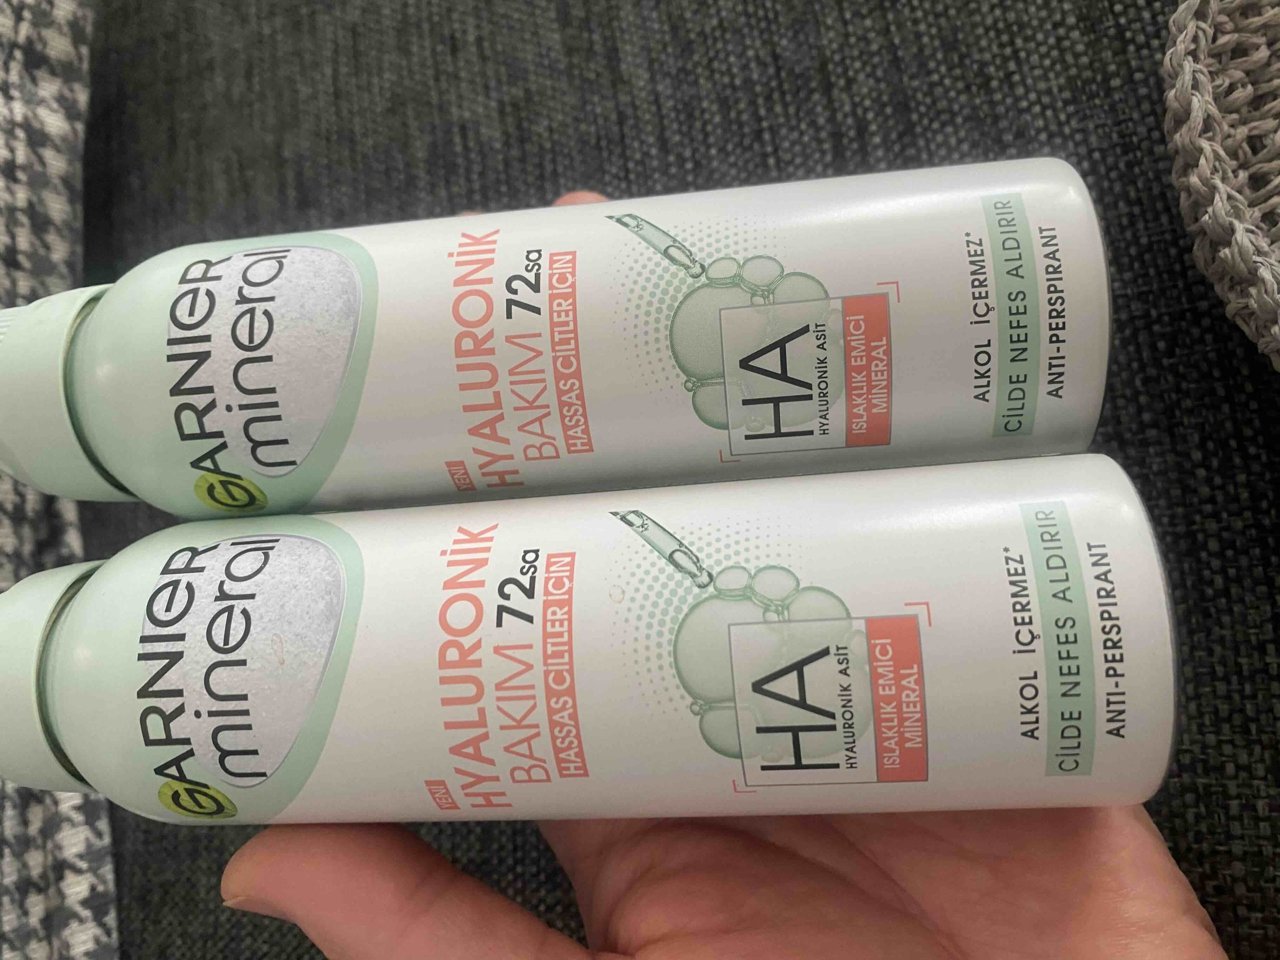 GARNIER
mineral
YENİ
HYALURONİK
BAKIM 72sa
HASSAS CİLTLER İÇİN
HA
HYALURONİK ASİT
ISLAKLIK EMİCİ
MİNERAL
ALKOL İÇERMEZ*
CİLDE NEFES ALDIRIR
ANTI-PERSPIRANT
GARNIER
mineral
YENİ
HYALURONİK
BAKIM 72sa
HASSAS CİLTLER İÇİN
HA
HYALURONİK ASİT
ISLAKLIK EMİCİ
MİNERAL
ALKOL İÇERMEZ*
CİLDE NEFES ALDIRIR
ANTI-PERSPIRANT